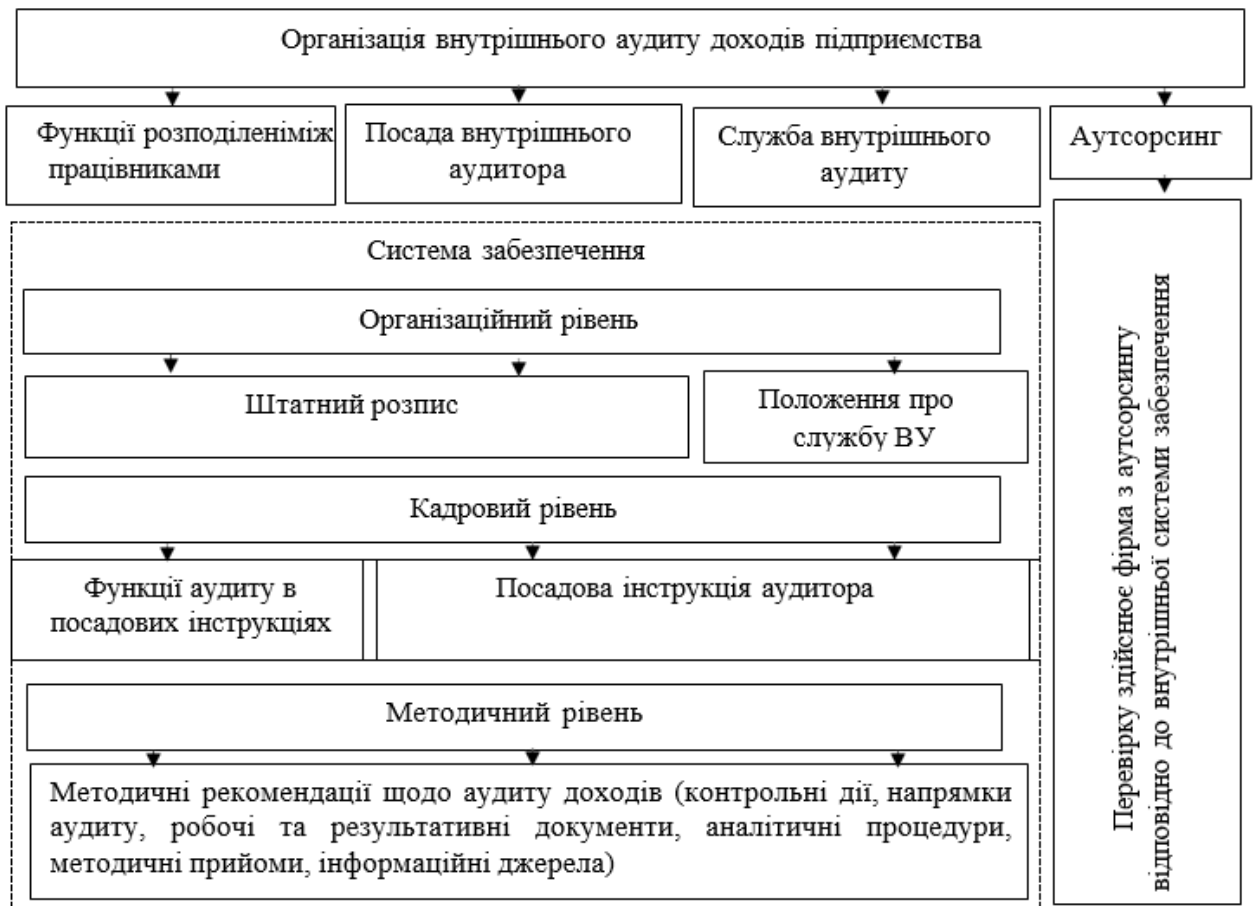 Організація внутрішнього аудиту доходів підприємства
Функції розподіленіміж
працівниками
Посада внутрішнього
аудитора
Служба внутрішнього
аудиту
Аутсорсинг
Система забезпечення
Організаційний рівень
Штатний розпис
Положення про
службу ВУ
Кадровий рівень
Функції аудиту в
посадових інструкціях
Посадова інструкція аудитора
Методичний рівень
Методичні рекомендації щодо аудиту доходів (контрольні дії, напрямки
аудиту, робочі та результативні документи, аналітичні процедури,
методичні прийоми, інформаційні джерела)
Перевірку здійснює фірма з аутсорсингу
відповідно до внутрішньої системи забезпечення